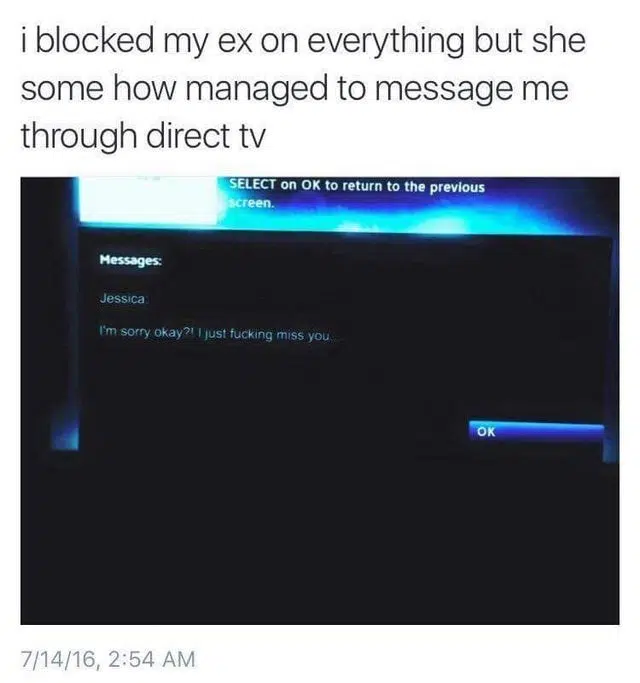 i blocked my ex on everything but she
some how managed to message me
through direct tv
SELECT on OK to return to the previous
screen.
Messages:
Jessica:
I'm sorry okay?! I just fucking miss you...
OK
7/14/16, 2:54 AM